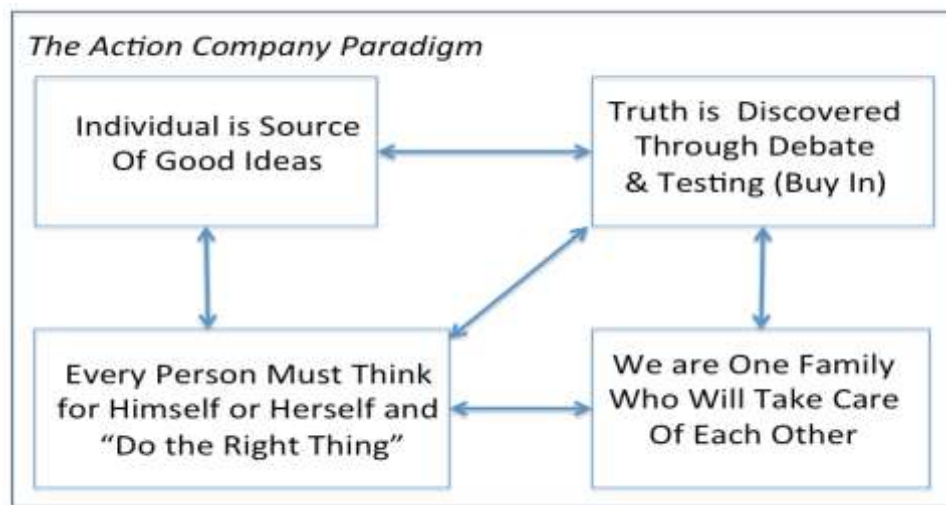 The Action Company Paradigm
Individual is Source
Of Good Ideas
Truth is Discovered
Through Debate
& Testing (Buy In)
Every Person Must Think
for Himself or Herself and
“Do the Right Thing”
We are One Family
Who Will Take Care
Of Each Other